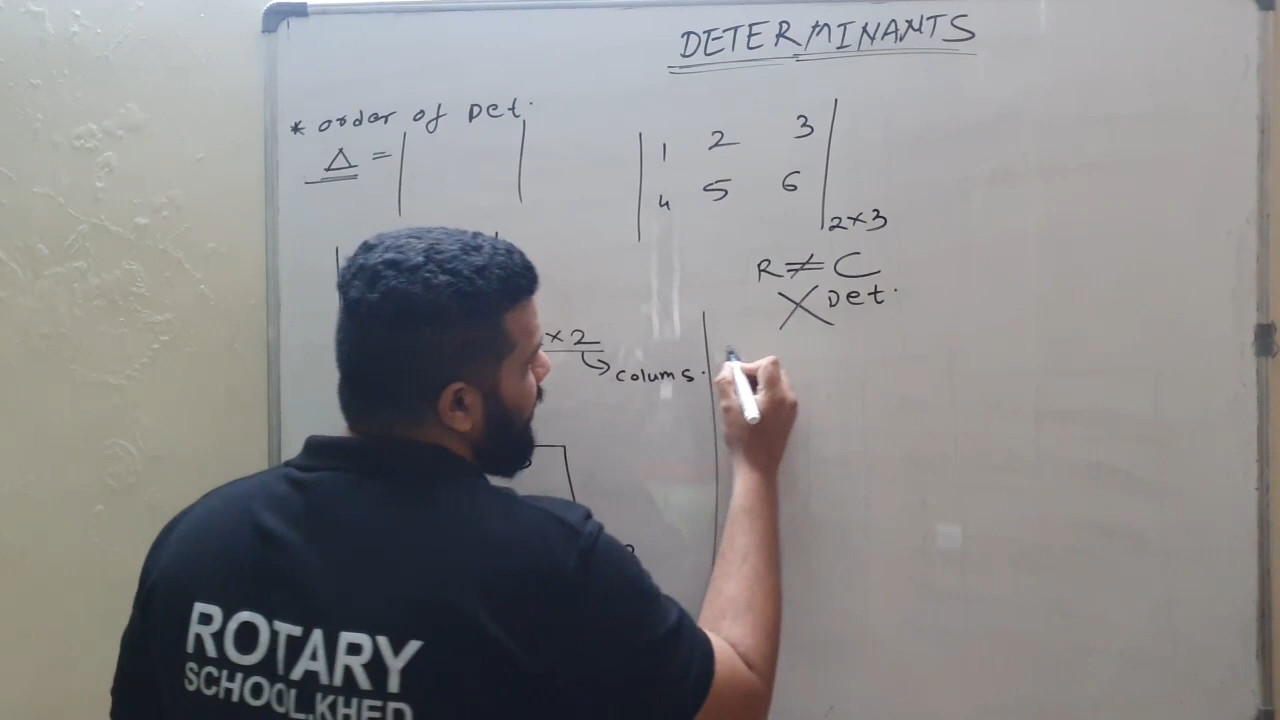 DETERMINANTS
* order of Det.
Δ =
1 2 3
4 5 6
2×3
R ≠ C
X Det.
× 2
colums.
ROTARY
SCHOOL,KHED